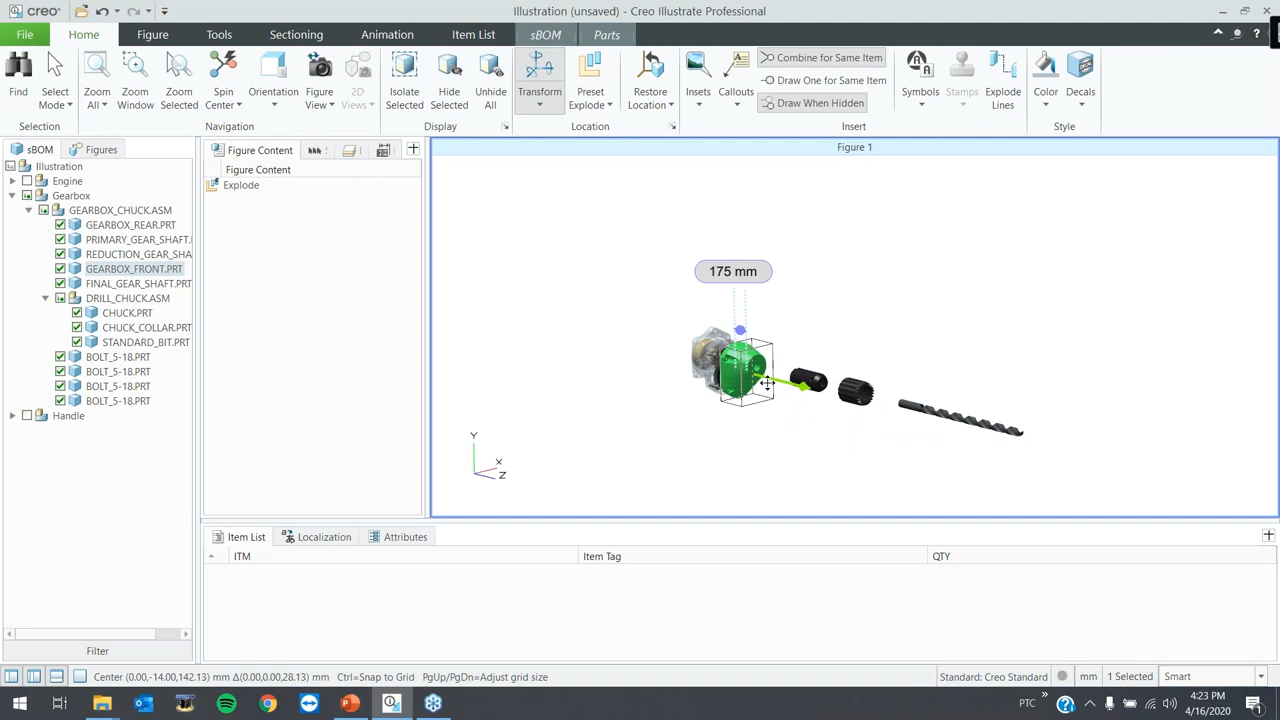 creo
Illustration (unsaved) - Creo Illustrate Professional
File Home Figure Tools Sectioning Animation Item List sBOM Parts
Find Select Mode Zoom All Zoom Window Zoom Selected Spin Center Orientation Figure View 2D Views Isolate Selected Hide Selected Unhide All Transform Preset Explode Restore Location Inserts Callouts Symbols Stamps Explode Lines Color Decals
Combine for Same Item
Draw One for Same Item
Draw When Hidden
Selection Navigation Display Location Insert Style
sBOM Figures
Illustration
Engine
Gearbox
GEARBOX_CHUCK.ASM
GEARBOX_REAR.PRT
PRIMARY_GEAR_SHAFT.
REDUCTION_GEAR_SHA
GEARBOX_FRONT.PRT
FINAL_GEAR_SHAFT.PRT
DRILL_CHUCK.ASM
CHUCK.PRT
CHUCK_COLLAR.PRT
STANDARD_BIT.PRT
BOLT_5-18.PRT
BOLT_5-18.PRT
BOLT_5-18.PRT
BOLT_5-18.PRT
Handle
Filter
Figure Content
Figure Content
Explode
Figure 1
175 mm
Y
X
Z
Item List Localization Attributes
ITM Item Tag QTY
Center (0.00,-14.00,142.13) mm Δ(0.00,0.00,28.13) mm Ctrl=Snap to Grid PgUp/PgDn=Adjust grid size
Standard: Creo Standard mm 1 Selected Smart
PTC
4:23 PM
4/16/2020